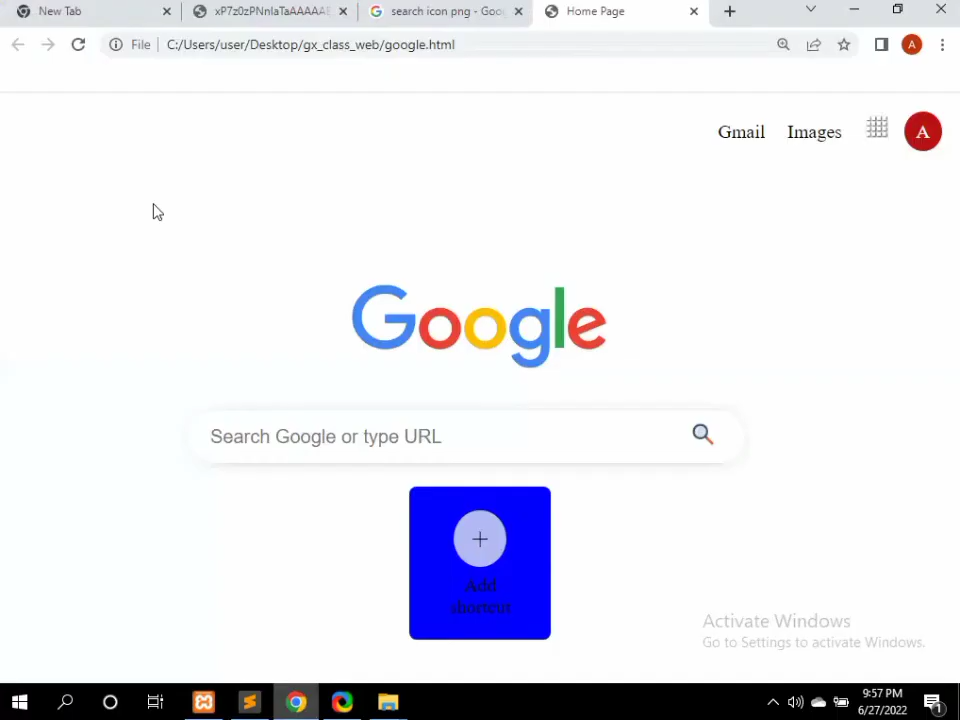 New Tab
xP7z0zPNnlaTaAAAAAE
search icon png - Goo
Home Page
File
C:/Users/user/Desktop/gx_class_web/google.html
A
Gmail
Images
A
Google
Search Google or type URL
+
Add
shortcut
Activate Windows
Go to Settings to activate Windows.
9:57 PM
6/27/2022
1